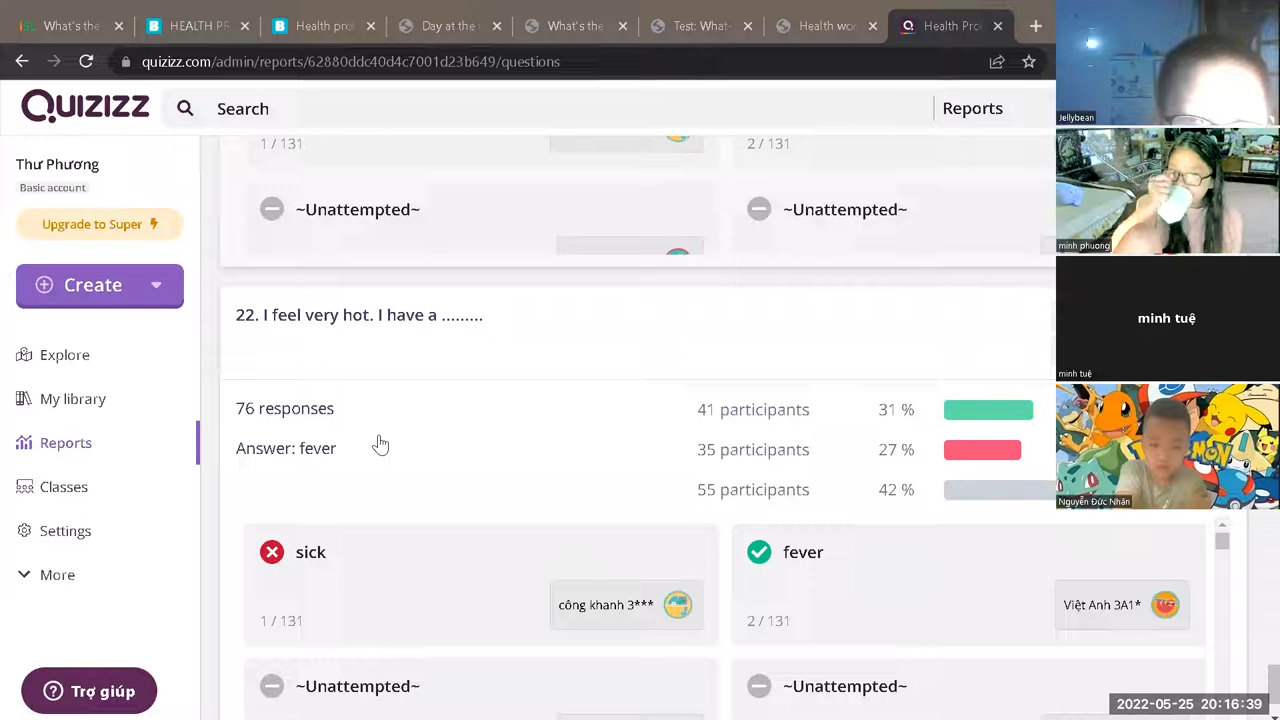 What's the
HEALTH PR
Health pro
Day at the
What's the
Test: What
Health wor
Health Pro
quizizz.com/admin/reports/62880ddc40d4c7001d23b649/questions
QUIZIZZ
Search
Reports
Jellybean
Thư Phương
Basic account
Upgrade to Super
Create
Explore
My library
Reports
Classes
Settings
More
Trợ giúp
1 / 131
2 / 131
~Unattempted~
~Unattempted~
22. I feel very hot. I have a .........
76 responses
41 participants 31 %
Answer: fever
35 participants 27 %
55 participants 42 %
sick
fever
công khanh 3***
Việt Anh 3A1*
1 / 131
2 / 131
~Unattempted~
~Unattempted~
minh phuong
minh tuệ
minh tuệ
MON
Nguyễn Đức Nhân
2022-05-25 20:16:39